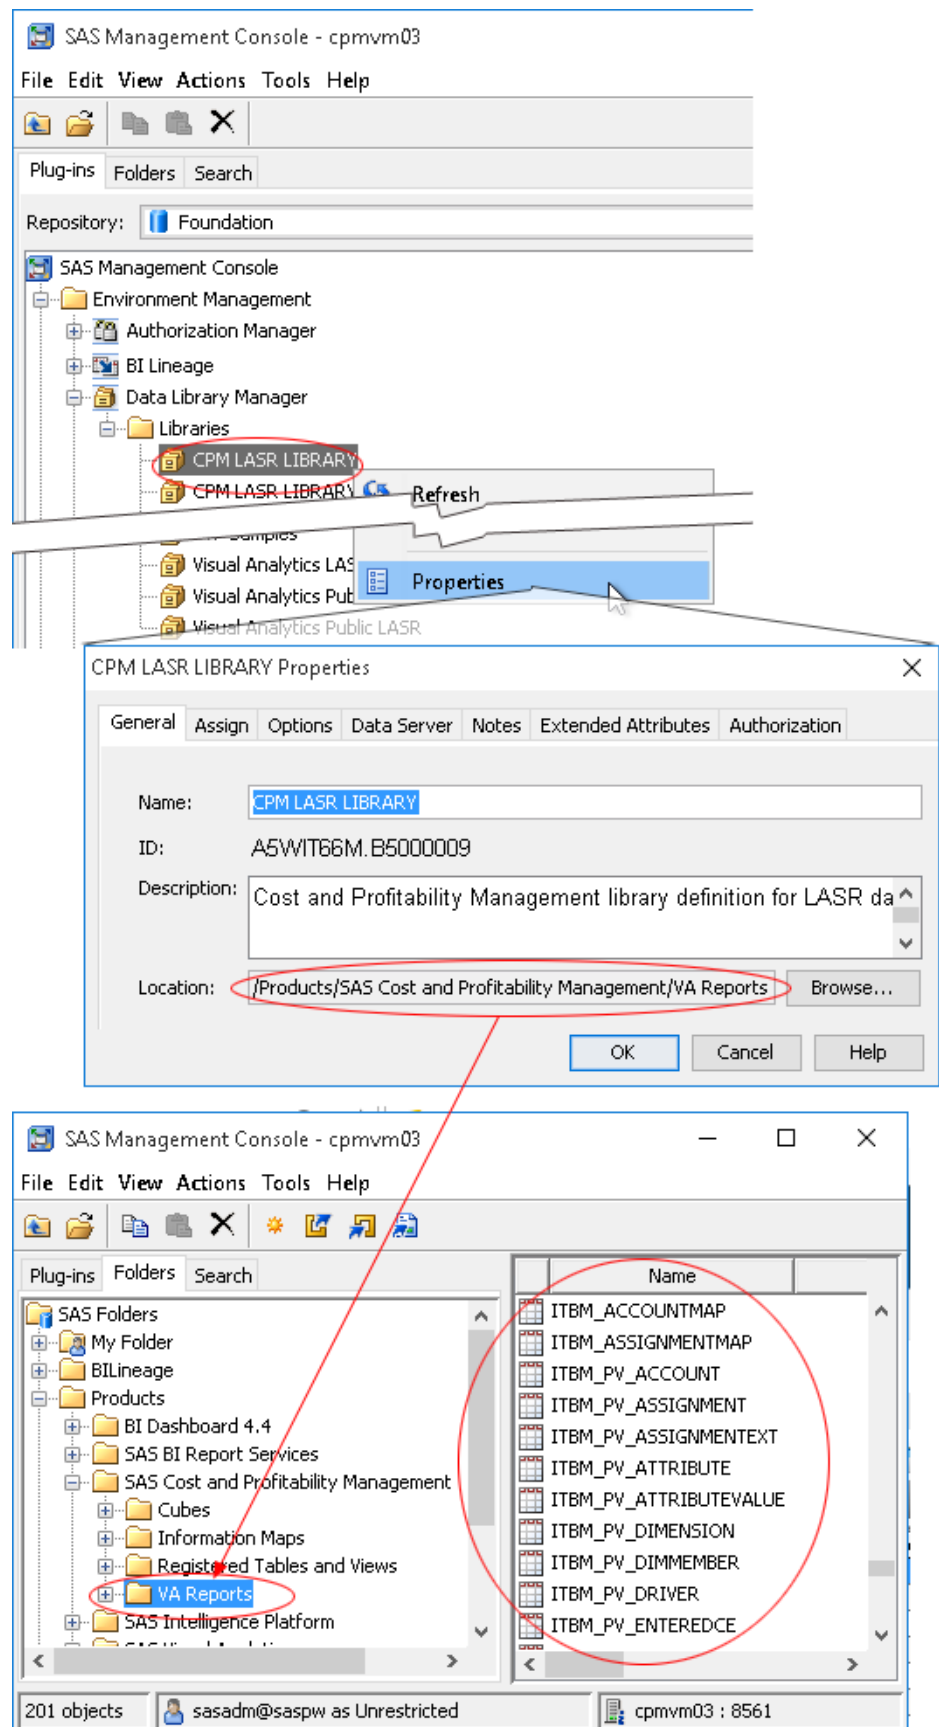 SAS Management Console - cpmvm03
File Edit View Actions Tools Help
Plug-ins Folders Search
Repository: Foundation
SAS Management Console
Environment Management
Authorization Manager
BI Lineage
Data Library Manager
Libraries
CPM LASR LIBRARY
CPM LASR LIBRARY
Refresh
Samples
Visual Analytics LAS
Properties
Visual Analytics Pub
Visual Analytics Public LASR
CPM LASR LIBRARY Properties
General Assign Options Data Server Notes Extended Attributes Authorization
Name: CPM LASR LIBRARY
ID: A5WIT66M.B5000009
Description: Cost and Profitability Management library definition for LASR da
Location: /Products/SAS Cost and Profitability Management/VA Reports Browse...
OK Cancel Help
SAS Management Console - cpmvm03
File Edit View Actions Tools Help
Plug-ins Folders Search
SAS Folders
My Folder
BILineage
Products
BI Dashboard 4.4
SAS BI Report Services
SAS Cost and Profitability Management
Cubes
Information Maps
Registered Tables and Views
VA Reports
SAS Intelligence Platform
Name
ITBM_ACCOUNTMAP
ITBM_ASSIGNMENTMAP
ITBM_PV_ACCOUNT
ITBM_PV_ASSIGNMENT
ITBM_PV_ASSIGNMENTEXT
ITBM_PV_ATTRIBUTE
ITBM_PV_ATTRIBUTEVALUE
ITBM_PV_DIMENSION
ITBM_PV_DIMMEMBER
ITBM_PV_DRIVER
ITBM_PV_ENTEREDCE
201 objects sasadm@saspw as Unrestricted cpmvm03 : 8561